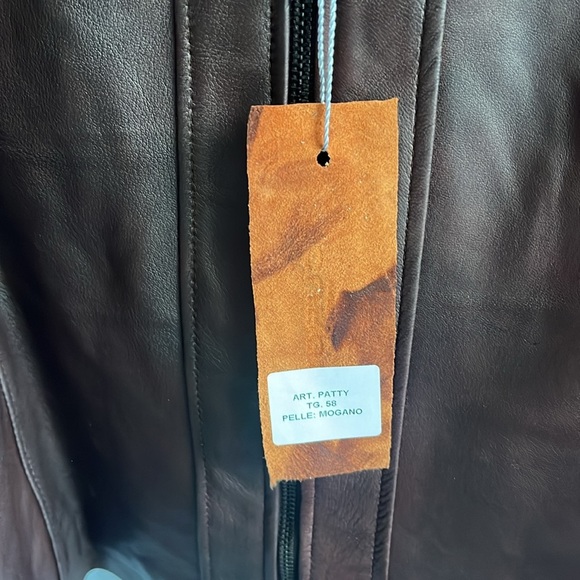 ART. PATTY
TG. 58
PELLE: MOGANO